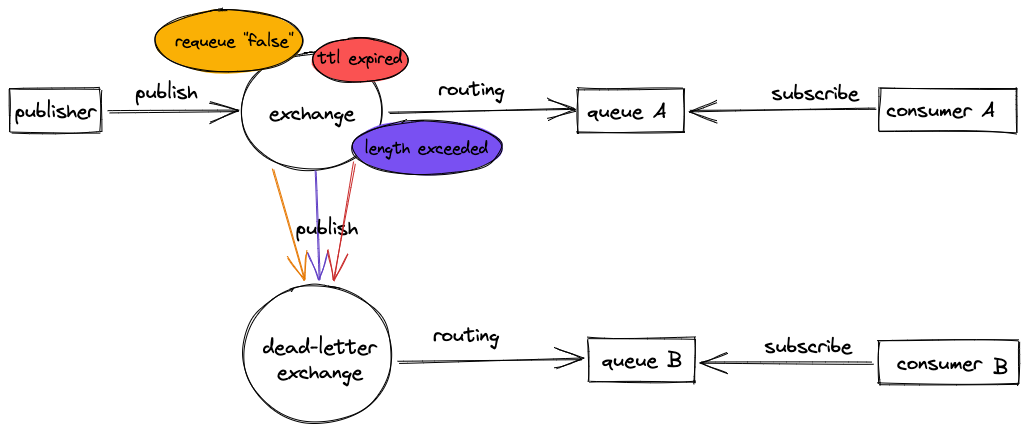 requeue "false"
ttl expired
publisher
publish
exchange
routing
queue A
subscribe
consumer A
length exceeded
publish
dead-letter
exchange
routing
queue B
subscribe
consumer B